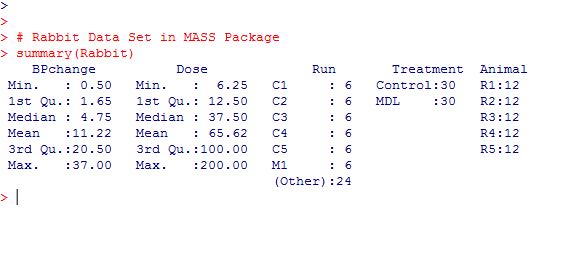 >
>
> # Rabbit Data Set in MASS Package
> summary(Rabbit)
    BPchange          Dose             Run       Treatment  Animal
 Min.   : 0.50   Min.   :  6.25   C1     : 6   Control:30   R1:12
 1st Qu.: 1.65   1st Qu.: 12.50   C2     : 6   MDL    :30   R2:12
 Median : 4.75   Median : 37.50   C3     : 6                R3:12
 Mean   :11.22   Mean   : 65.62   C4     : 6                R4:12
 3rd Qu.:20.50   3rd Qu.:100.00   C5     : 6                R5:12
 Max.   :37.00   Max.   :200.00   M1     : 6
                                  (Other):24
>